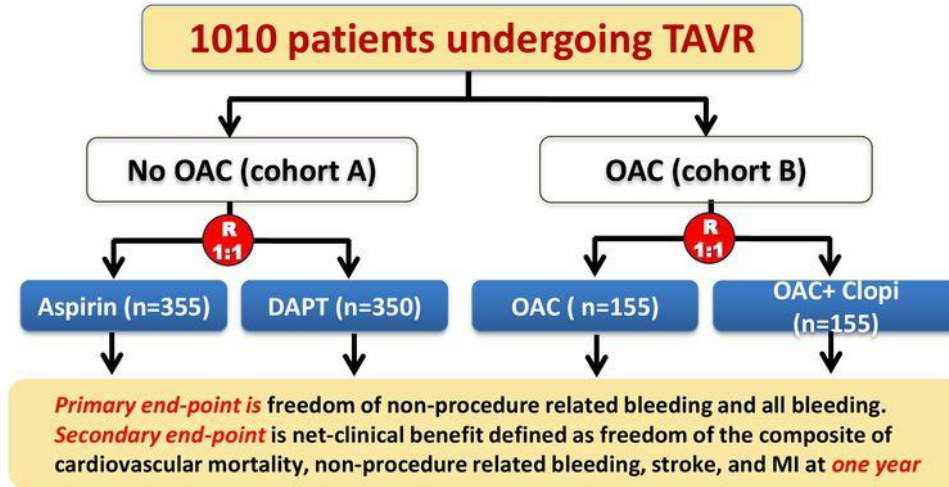 1010 patients undergoing TAVR
No OAC (cohort A)
OAC (cohort B)
R
1:1
R
1:1
Aspirin (n=355)
DAPT (n=350)
OAC ( n=155)
OAC+ Clopi
(n=155)
Primary end-point is freedom of non-procedure related bleeding and all bleeding.
Secondary end-point is net-clinical benefit defined as freedom of the composite of
cardiovascular mortality, non-procedure related bleeding, stroke, and MI at one year